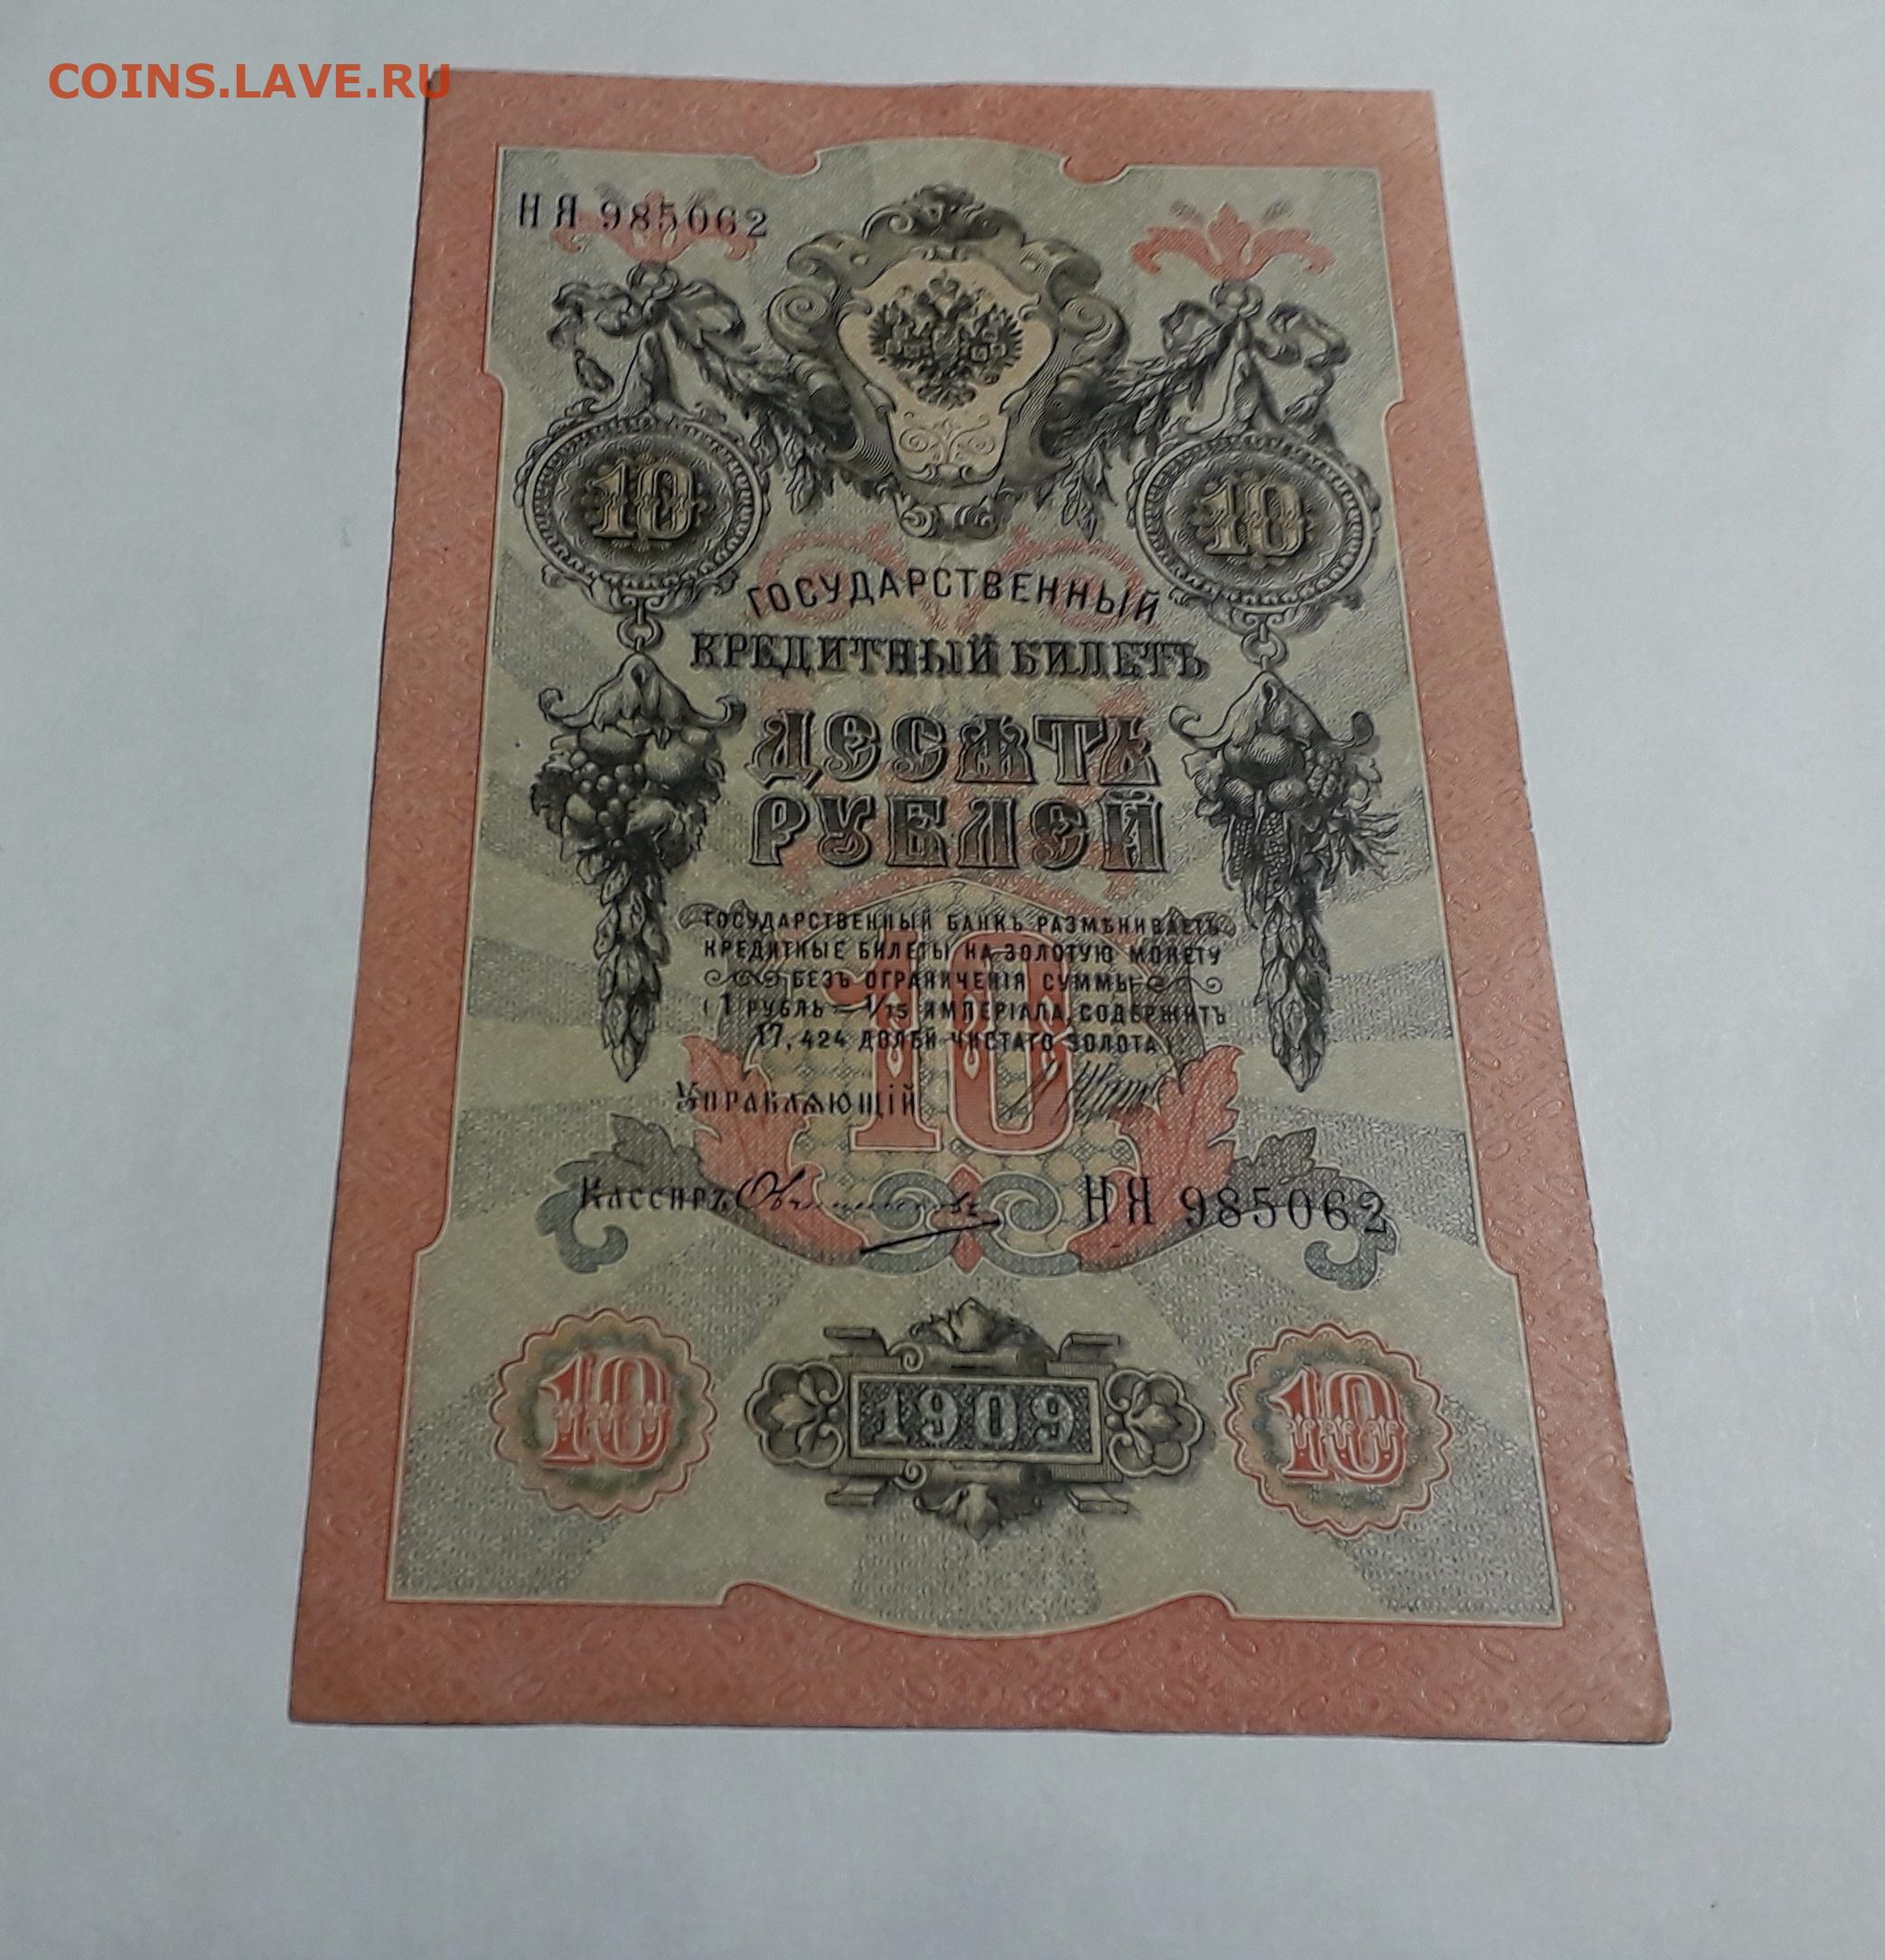 COINS.LAVE.RU
НЯ 985062
10 10
ГОСУДАРСТВЕННЫЙ
КРЕДИТНЫЙ БИЛЕТЪ
ДЕСѦТЬ
РУБЛЕЙ
ГОСУДАРСТВЕННЫЙ БАНКЪ РАЗМѢНИВАЕТЪ
КРЕДИТНЫЕ БИЛЕТЫ НА ЗОЛОТУЮ МОНЕТУ
БЕЗЪ ОГРАНИЧЕНІЯ СУММЫ
(1 РУБЛЬ = 1/15 ИМПЕРІАЛА, СОДЕРЖИТЪ
17,424 ДОЛЕЙ ЧИСТАГО ЗОЛОТА).
10
УПРАВЛѦЮЩІЙ
КАССИРЪ НЯ 985062
10 1909 10